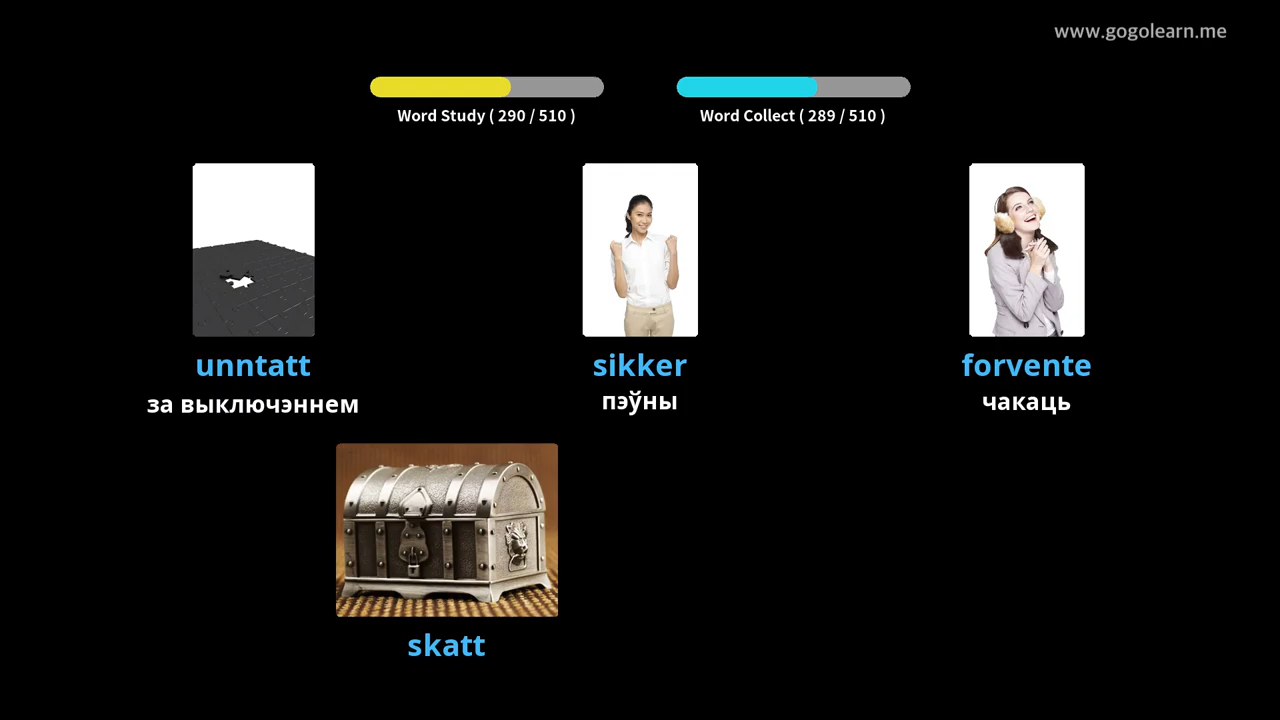 www.gogolearn.me
Word Study ( 290 / 510 )
Word Collect ( 289 / 510 )
unntatt
за выключэннем
sikker
пэўны
forvente
чакаць
skatt